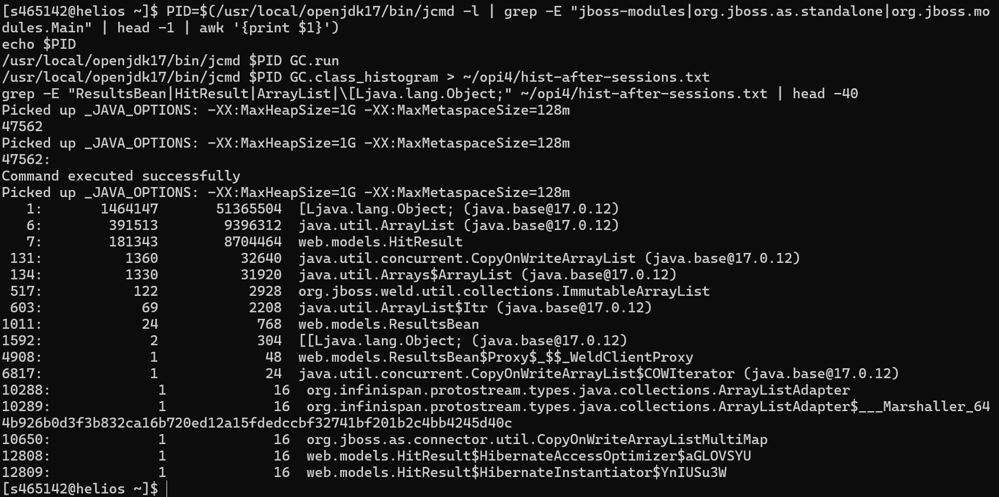 [s465142@helios ~]$ PID=$(/usr/local/openjdk17/bin/jcmd -l | grep -E "jboss-modules|org.jboss.as.standalone|org.jboss.mo
dules.Main" | head -1 | awk '{print $1}')
echo $PID
/usr/local/openjdk17/bin/jcmd $PID GC.run
/usr/local/openjdk17/bin/jcmd $PID GC.class_histogram > ~/opi4/hist-after-sessions.txt
grep -E "ResultsBean|HitResult|ArrayList|\[Ljava.lang.Object;" ~/opi4/hist-after-sessions.txt | head -40
Picked up _JAVA_OPTIONS: -XX:MaxHeapSize=1G -XX:MaxMetaspaceSize=128m
47562
Picked up _JAVA_OPTIONS: -XX:MaxHeapSize=1G -XX:MaxMetaspaceSize=128m
47562:
Command executed successfully
Picked up _JAVA_OPTIONS: -XX:MaxHeapSize=1G -XX:MaxMetaspaceSize=128m
   1:       1464147       51365504  [Ljava.lang.Object; (java.base@17.0.12)
   6:        391513        9396312  java.util.ArrayList (java.base@17.0.12)
   7:        181343        8704464  web.models.HitResult
 131:          1360          32640  java.util.concurrent.CopyOnWriteArrayList (java.base@17.0.12)
 134:          1330          31920  java.util.Arrays$ArrayList (java.base@17.0.12)
 517:           122           2928  org.jboss.weld.util.collections.ImmutableArrayList
 603:            69           2208  java.util.ArrayList$Itr (java.base@17.0.12)
1011:            24            768  web.models.ResultsBean
1592:             2            304  [[Ljava.lang.Object; (java.base@17.0.12)
4908:             1             48  web.models.ResultsBean$Proxy$_$$_WeldClientProxy
6817:             1             24  java.util.concurrent.CopyOnWriteArrayList$COWIterator (java.base@17.0.12)
10288:             1             16  org.infinispan.protostream.types.java.collections.ArrayListAdapter
10289:             1             16  org.infinispan.protostream.types.java.collections.ArrayListAdapter$___Marshaller_64
4b926b0d3f3b832ca16b720ed12a15fdedccbf32741bf201b2c4bb4245d40c
10650:             1             16  org.jboss.as.connector.util.CopyOnWriteArrayListMultiMap
12808:             1             16  web.models.HitResult$HibernateAccessOptimizer$aGLOVSYU
12809:             1             16  web.models.HitResult$HibernateInstantiator$YnIUSu3W
[s465142@helios ~]$